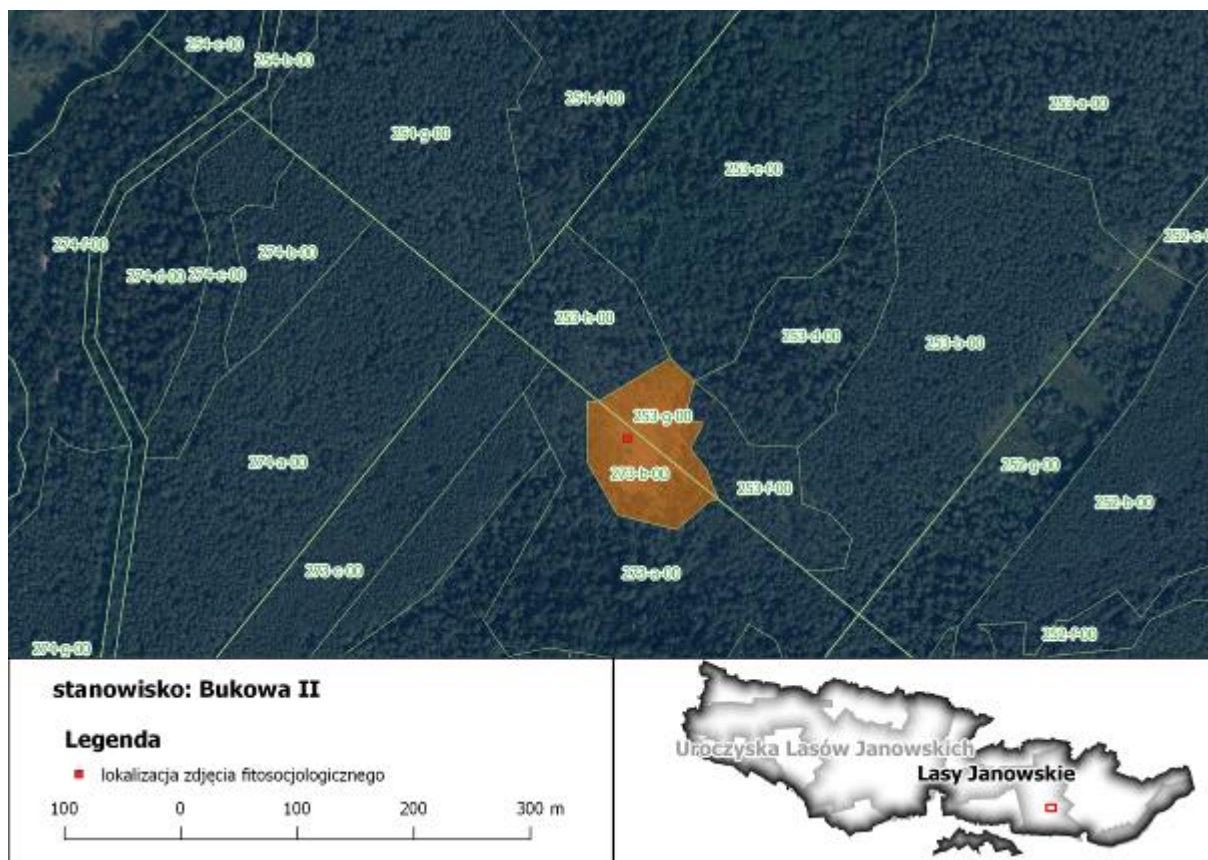 254-c-00
254-b-00
254-d-00
253-a-00
254-g-00
253-c-00
252-c-0
274-f-00
274-b-00
274-d-00
274-c-00
253-h-00
253-d-00
253-b-00
253-g-00
274-a-00
273-b-00
253-f-00
252-g-00
252-b-00
273-c-00
273-a-00
274-g-00
252-f-00
stanowisko: Bukowa II
Legenda
lokalizacja zdjęcia fitosocjologicznego
100 0 100 200 300 m
Uroczyska Lasów Janowskich
Lasy Janowskie